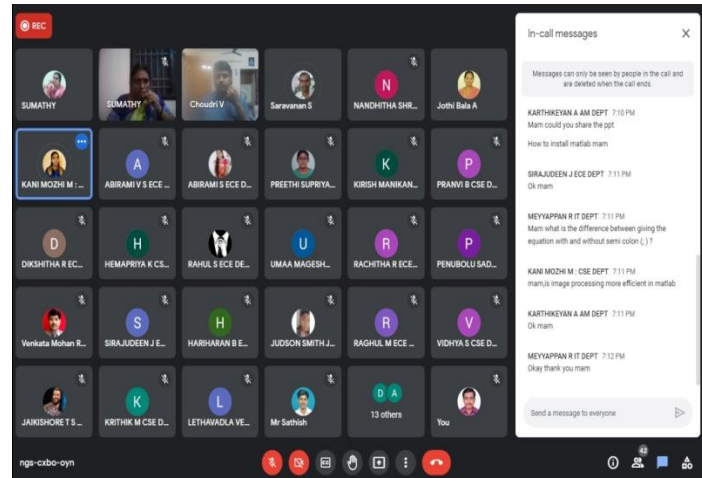 REC
SUMATHY
SUMATHY
Choudri V
Saravanan S
N
NANDHITHA SHR...
Jothi Bala A
KANI MOZHI M : ...
A
ABIRAMI V S ECE ...
ABIRAMI S ECE D...
PREETHI SUPRIYA...
K
KIRISH MANIKAN...
P
PRANVI B CSE D...
D
DIKSHITHA R EC...
H
HEMAPRIYA K CS...
RAHUL S ECE DE...
U
UMAA MAGESH...
R
RACHITHA R ECE...
P
PENUBOLU SAD...
Venkata Mohan R...
S
SIRAJUDEEN J E...
H
HARIHARAN B E...
JUDSON SMITH J...
R
RAGHUL M ECE ...
V
VIDHYA S CSE D...
JAIKISHORE T S ...
K
KRITHIK M CSE D...
L
LETHAVADLA VE...
Mr Sathish
D A
13 others
You
ngs-cxbo-oyn
42
In-call messages
Messages can only be seen by people in the call and
are deleted when the call ends.
KARTHIKEYAN A AM DEPT 7:10 PM
Mam could you share the ppt
How to install matlab mam
SIRAJUDEEN J ECE DEPT 7:11 PM
Ok mam
MEYYAPPAN R IT DEPT 7:11 PM
Mam what is the difference between giving the
equation with and without semi colon (;) ?
KANI MOZHI M : CSE DEPT 7:11 PM
mam,is image processing more efficient in matlab
KARTHIKEYAN A AM DEPT 7:11 PM
Ok mam
MEYYAPPAN R IT DEPT 7:12 PM
Okay thank you mam
Send a message to everyone